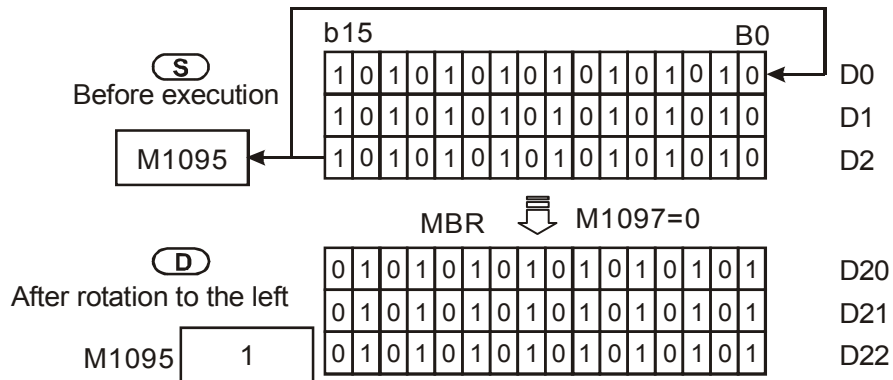 b15 B0
S
1 0 1 0 1 0 1 0 1 0 1 0 1 0 1 0 D0
Before execution
1 0 1 0 1 0 1 0 1 0 1 0 1 0 1 0 D1
M1095 1 0 1 0 1 0 1 0 1 0 1 0 1 0 1 0 D2
MBR M1097=0
D
0 1 0 1 0 1 0 1 0 1 0 1 0 1 0 1 D20
After rotation to the left
0 1 0 1 0 1 0 1 0 1 0 1 0 1 0 1 D21
M1095 1 0 1 0 1 0 1 0 1 0 1 0 1 0 1 0 1 D22